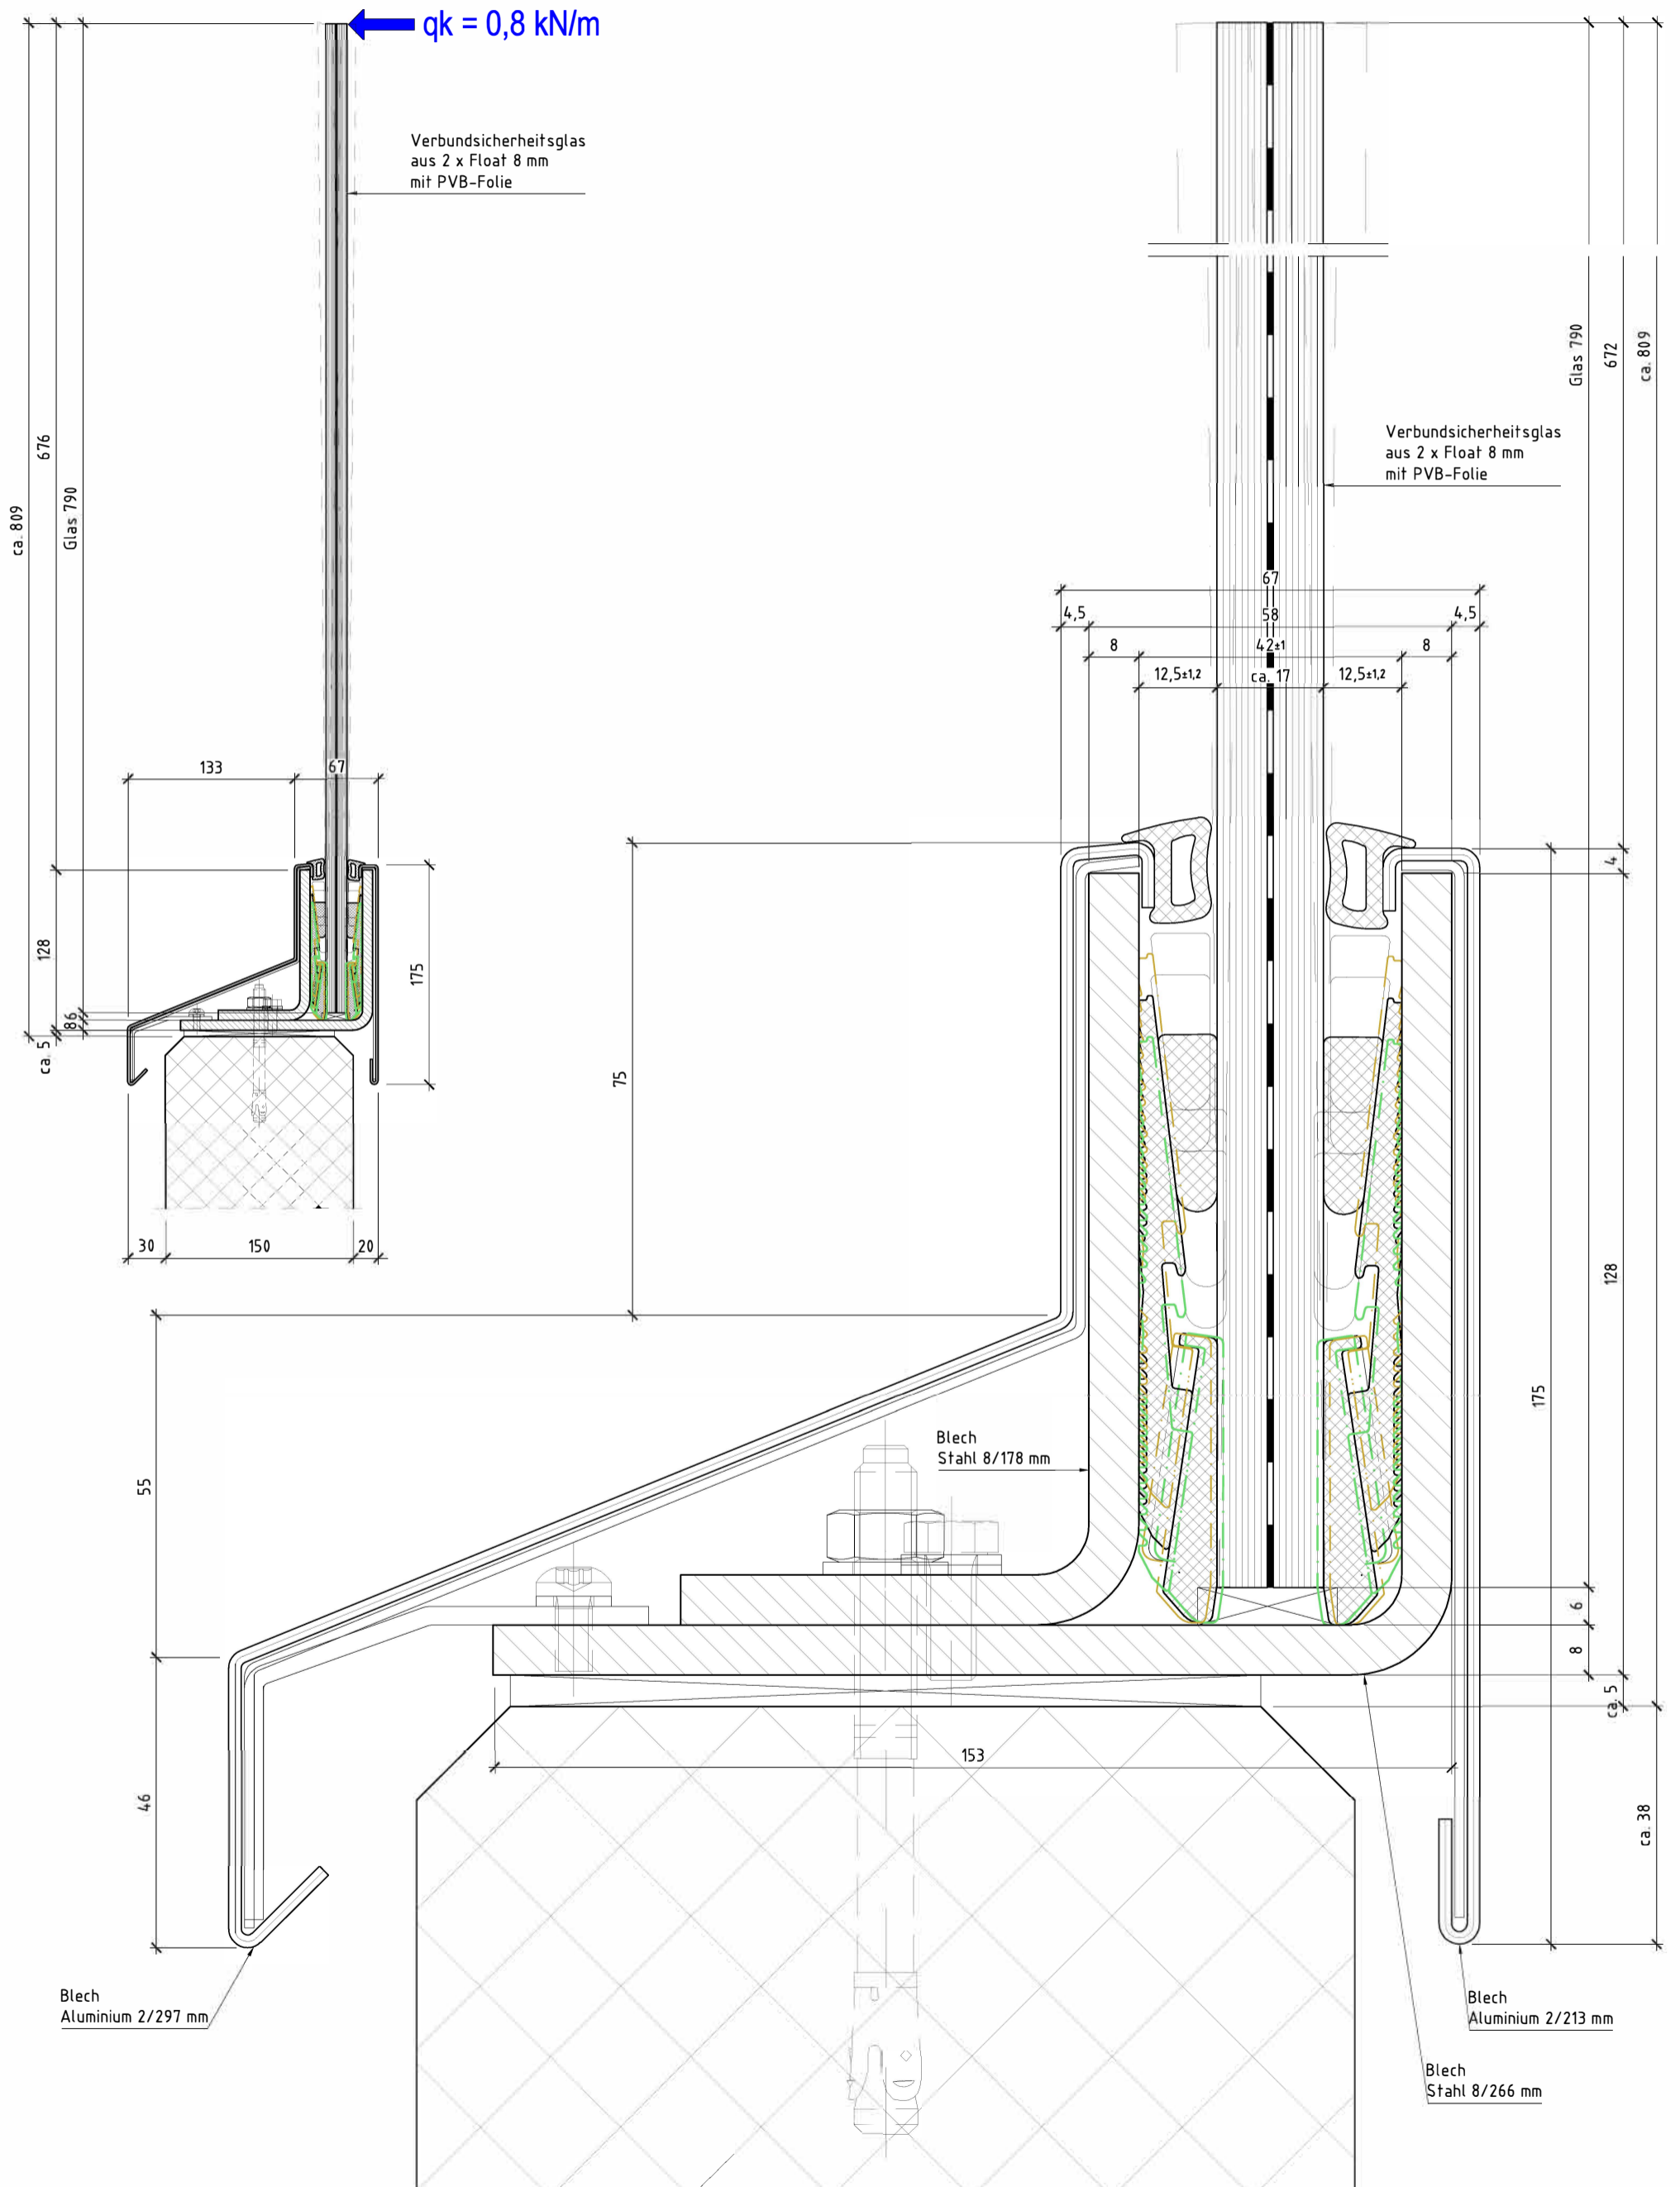 qk = 0,8 kN/m
Verbundsicherheitsglas
aus 2 x Float 8 mm
mit PVB-Folie
ca. 809
676
Glas 790
133
67
128
175
86
ca. 5
30
150
20
Glas 790
672
ca. 809
Verbundsicherheitsglas
aus 2 x Float 8 mm
mit PVB-Folie
67
4,5
58
4,5
8
42±1
8
12,5±1,2
ca. 17
12,5±1,2
4
75
128
175
55
Blech
Stahl 8/178 mm
6
8
ca. 5
153
46
ca. 38
Blech
Aluminium 2/297 mm
Blech
Aluminium 2/213 mm
Blech
Stahl 8/266 mm